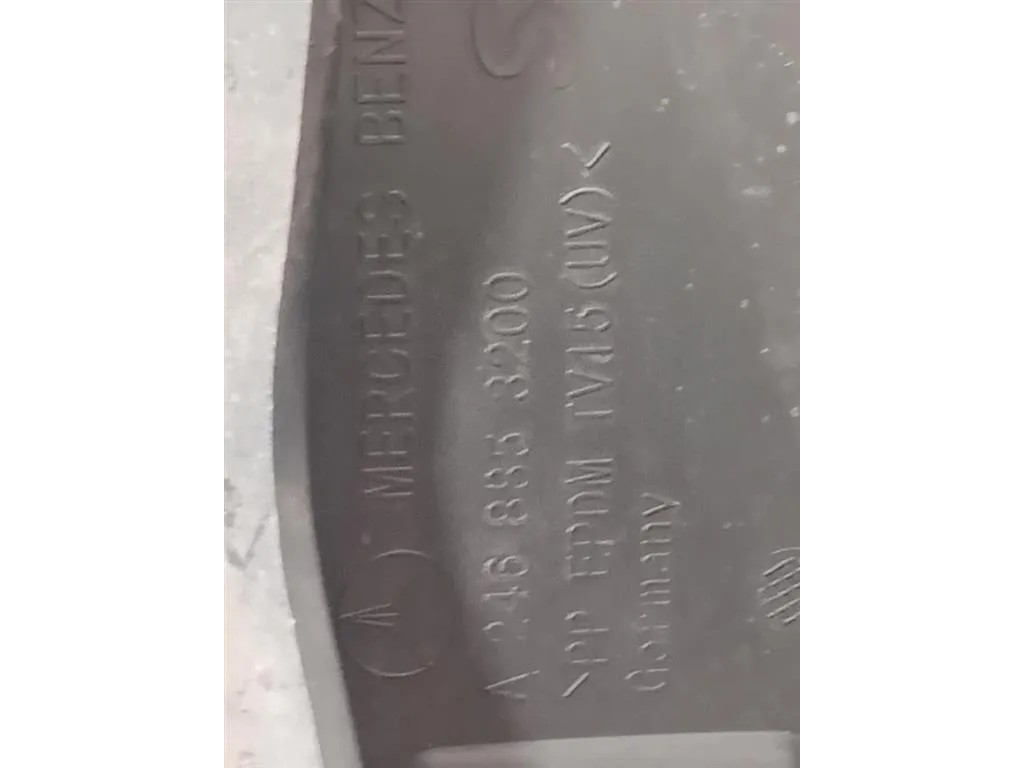 MERCEDES BENZ
A 246 885 3200
>PP EPDM TV15(UV)<
Germany